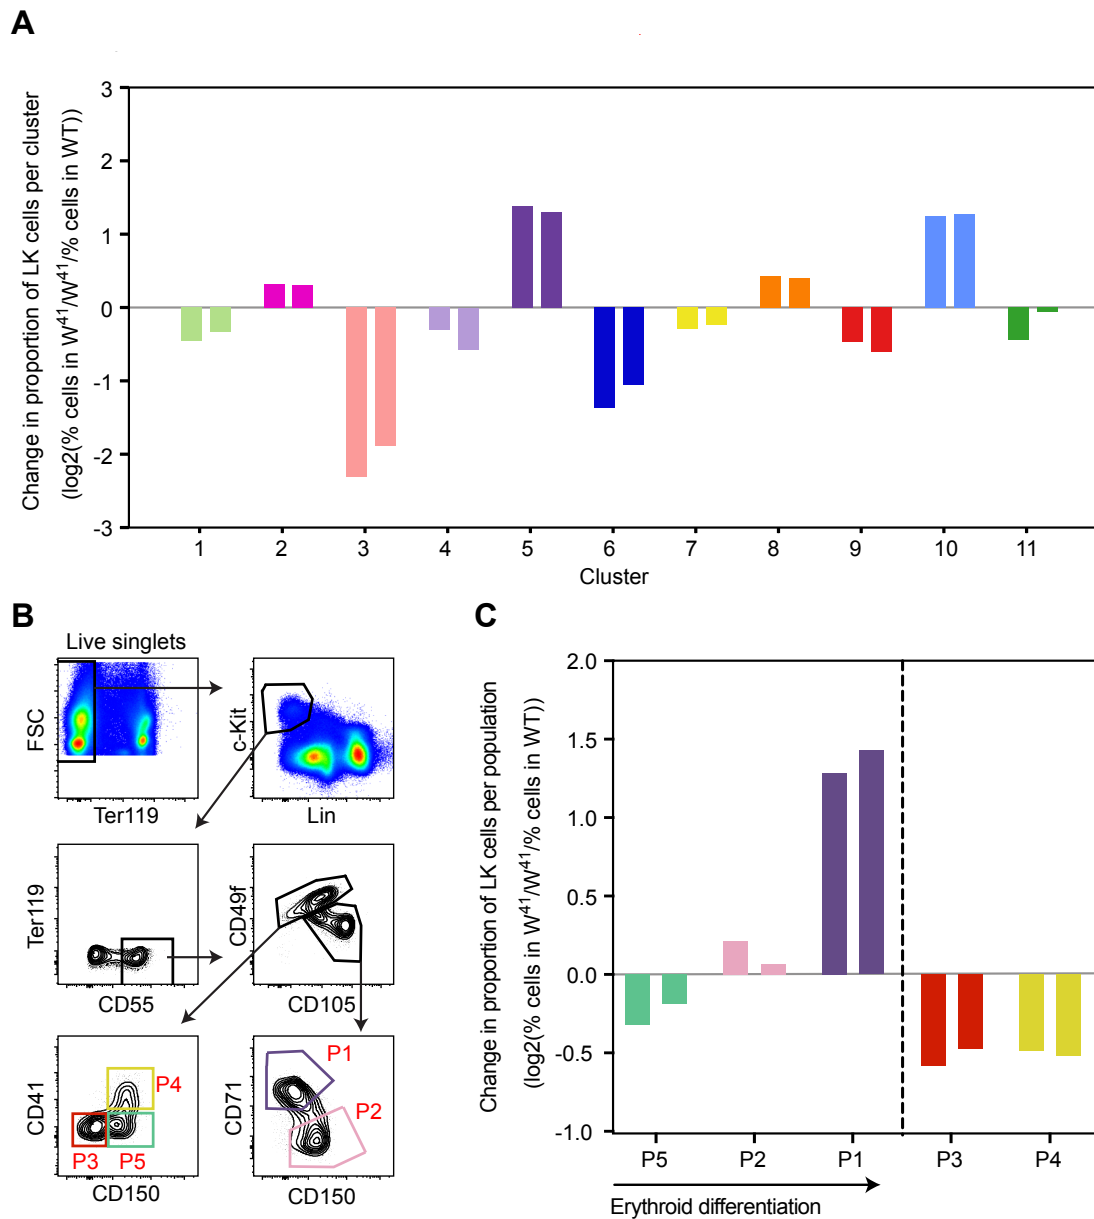 A
Change in proportion of LK cells per cluster
(log2(% cells in W41/W41/% cells in WT))
3
2
1
0
-1
-2
-3
1 2 3 4 5 6 7 8 9 10 11
Cluster
B
Live singlets
FSC
Ter119
c-Kit
Lin
Ter119
CD55
CD49f
CD105
CD41
P4
P3 P5
CD150
CD71
P1
P2
CD150
C
Change in proportion of LK cells per population
(log2(% cells in W41/W41/% cells in WT))
2.0
1.5
1.0
0.5
0.0
-0.5
-1.0
P5 P2 P1 P3 P4
Erythroid differentiation